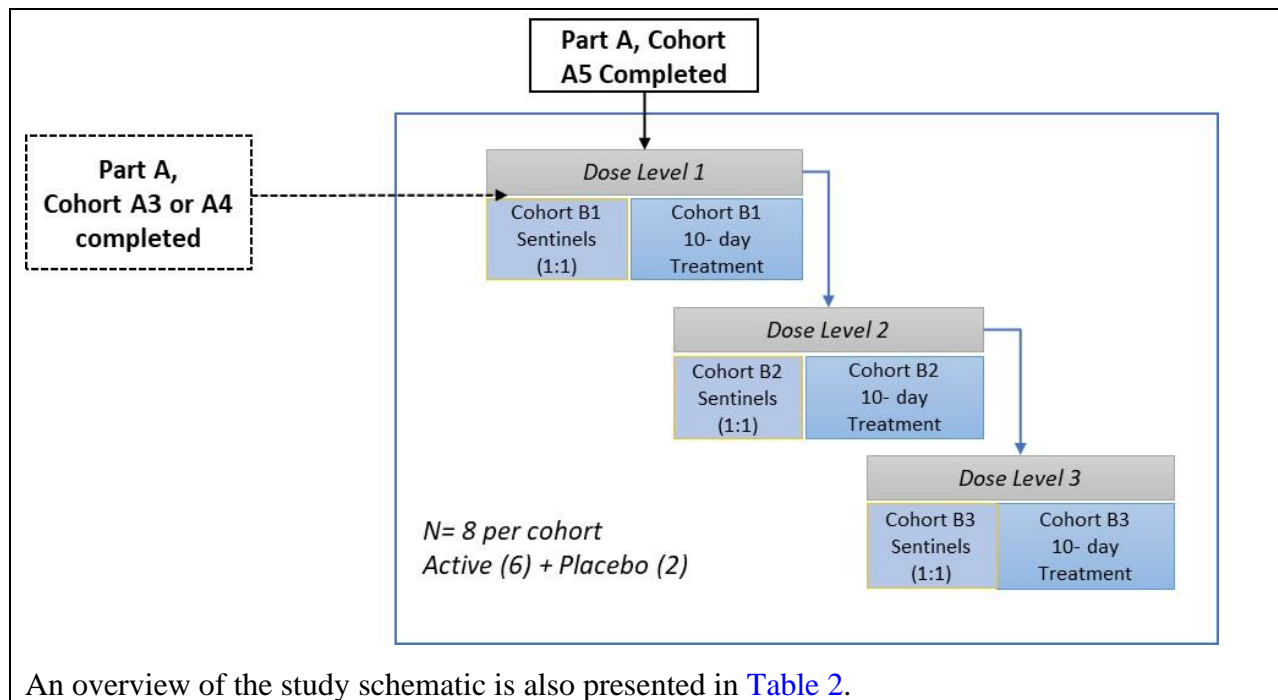 Part A, Cohort
A5 Completed
Part A,
Cohort A3 or A4
completed
Dose Level 1
Cohort B1
Sentinels
(1:1)
Cohort B1
10- day
Treatment
Dose Level 2
Cohort B2
Sentinels
(1:1)
Cohort B2
10- day
Treatment
Dose Level 3
Cohort B3
Sentinels
(1:1)
Cohort B3
10- day
Treatment
N= 8 per cohort
Active (6) + Placebo (2)
An overview of the study schematic is also presented in Table 2.